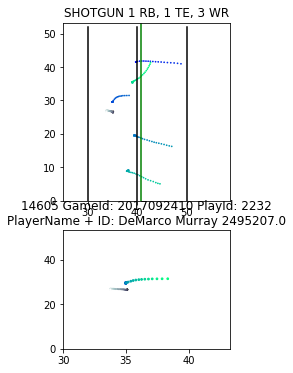 SHOTGUN 1 RB, 1 TE, 3 WR
50
40
30
20
10
0
30 40 50
14605 GameId: 2017092410 PlayId: 2232
PlayerName + ID: DeMarco Murray 2495207.0
40
20
0
30 35 40